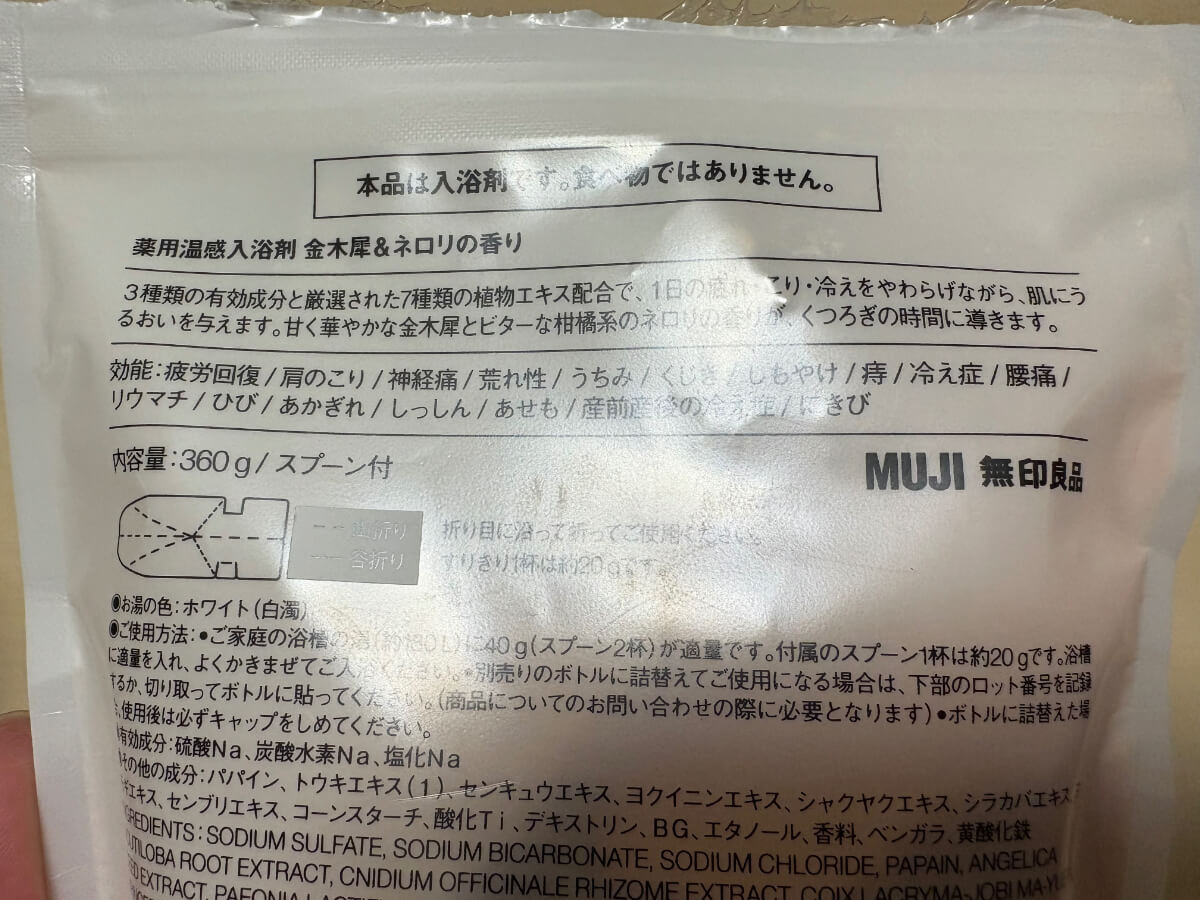 本品は入浴剤です。食べ物ではありません。
薬用温感入浴剤 金木犀&ネロリの香り
3種類の有効成分と厳選された7種類の植物エキス配合で、1日の疲れ・こり・冷えをやわらげながら、肌にう
るおいを与えます。甘く華やかな金木犀とビターな柑橘系のネロリの香りが、くつろぎの時間に導きます。
効能:疲労回復/肩のこり/神経痛/荒れ性/うちみ/くじき/しもやけ/痔/冷え症/腰痛/
リウマチ/ひび/あかぎれ/しっしん/あせも/産前産後の冷え症/にきび
内容量:360g/スプーン付
MUJI 無印良品
山折り
谷折り
折り目に沿って折ってご使用ください。
すりきり1杯は約20gです。
●お湯の色:ホワイト(白濁)
●ご使用方法:●ご家庭の浴槽の湯(約180L)に40g(スプーン2杯)が適量です。付属のスプーン1杯は約20gです。浴槽
に適量を入れ、よくかきまぜてご入浴ください。●別売りのボトルに詰替えてご使用になる場合は、下部のロット番号を記録
するか、切り取ってボトルに貼ってください。(商品についてのお問い合わせの際に必要となります)●ボトルに詰替えた場
、使用後は必ずキャップをしめてください。
有効成分:硫酸Na、炭酸水素Na、塩化Na
その他の成分:パパイン、トウキエキス(1)、センキュウエキス、ヨクイニンエキス、シャクヤクエキス、シラカバエキス
ギエキス、センブリエキス、コーンスターチ、酸化Ti、デキストリン、BG、エタノール、香料、ベンガラ、黄酸化鉄
GREDIENTS:SODIUM SULFATE, SODIUM BICARBONATE, SODIUM CHLORIDE, PAPAIN, ANGELICA
UTILOBA ROOT EXTRACT, CNIDIUM OFFICINALE RHIZOME EXTRACT, COIX LACRYMA-JOBI MA-YU
ED EXTRACT, PAEONIA